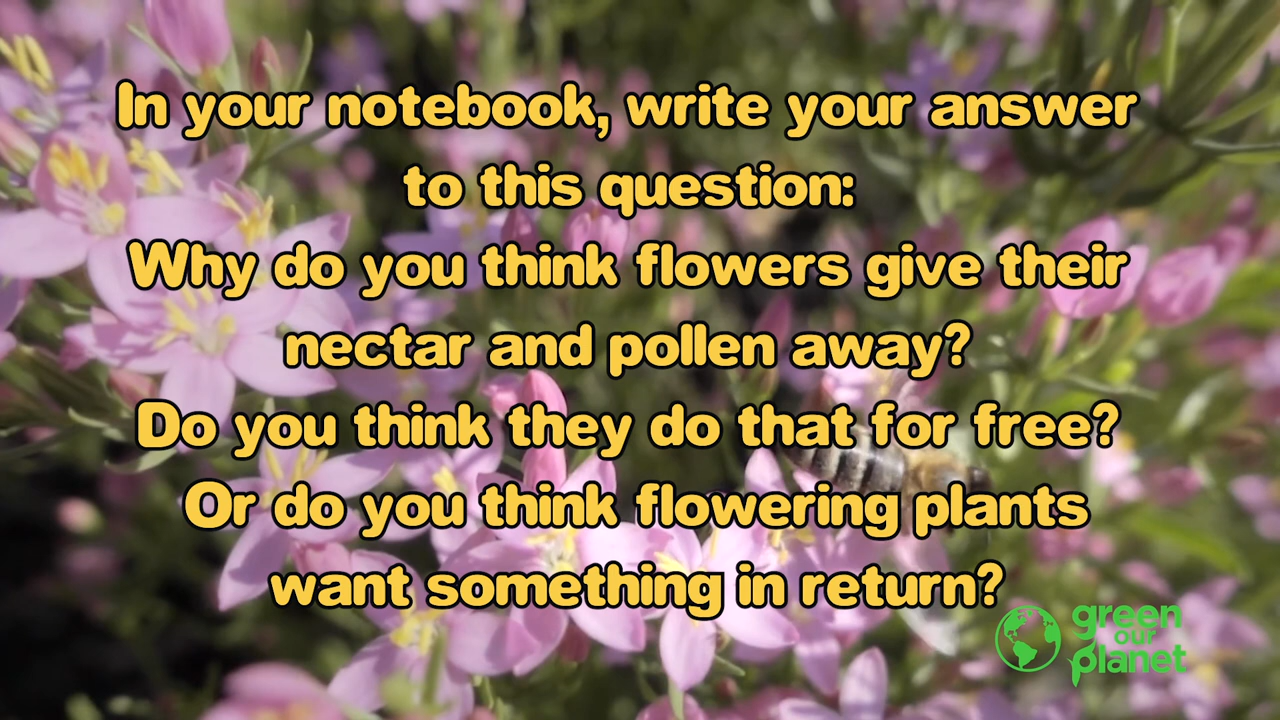 In your notebook, write your answer
to this question:
Why do you think flowers give their
nectar and pollen away?
Do you think they do that for free?
Or do you think flowering plants
want something in return?
green
our
planet